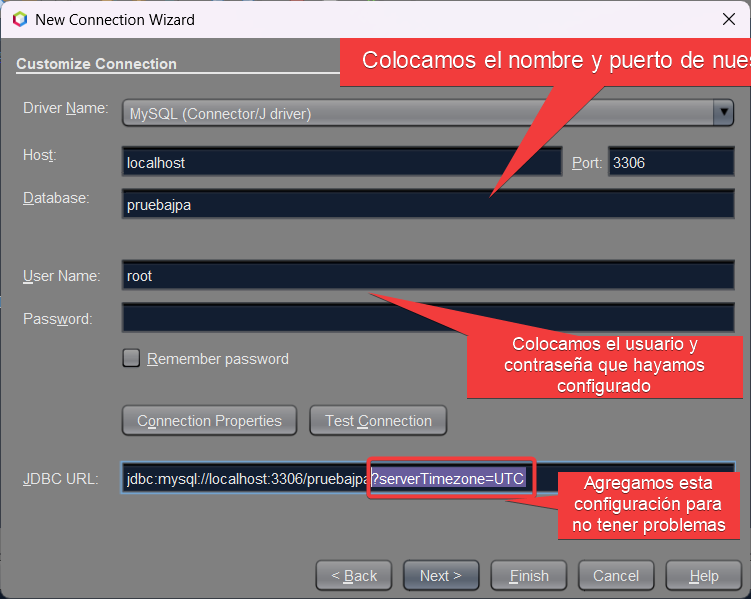 New Connection Wizard
Customize Connection
Colocamos el nombre y puerto de
Driver Name:
MySQL (Connector/J driver)
Host:
localhost
Port:
3306
Database:
pruebajpa
User Name:
root
Password:
Colocamos el usuario y
contraseña que hayamos
configurado
Remember password
Connection Properties
Test Connection
JDBC URL:
jdbc:mysql://localhost:3306/pruebajpa?serverTimezone=UTC
Agregamos esta
configuración para
no tener problemas
< Back
Next >
Finish
Cancel
Help